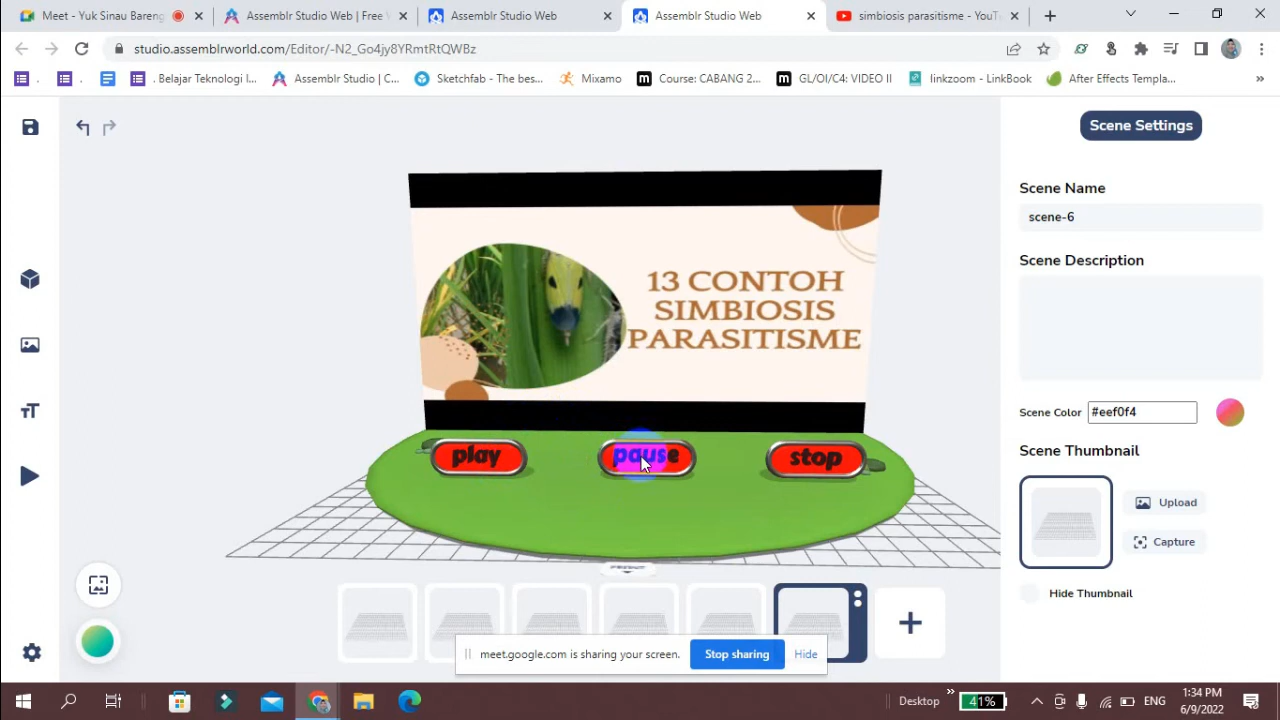 Meet - Yuk Sinau Bareng
Assemblr Studio Web | Free V
Assemblr Studio Web
Assemblr Studio Web
simbiosis parasitisme - YouT
studio.assemblrworld.com/Editor/-N2_Go4jy8YRmtRtQWBz
.
.
. Belajar Teknologi I...
Assemblr Studio | C...
Sketchfab - The bes...
Mixamo
Course: CABANG 2...
GL/OI/C4: VIDEO II
linkzoom - LinkBook
After Effects Templa...
»
Scene Settings
Scene Name
scene-6
Scene Description
Scene Color #eef0f4
Scene Thumbnail
Upload
Capture
Hide Thumbnail
13 CONTOH
SIMBIOSIS
PARASITISME
play
pause
stop
meet.google.com is sharing your screen.
Stop sharing
Hide
Desktop
41%
ENG
1:34 PM
6/9/2022